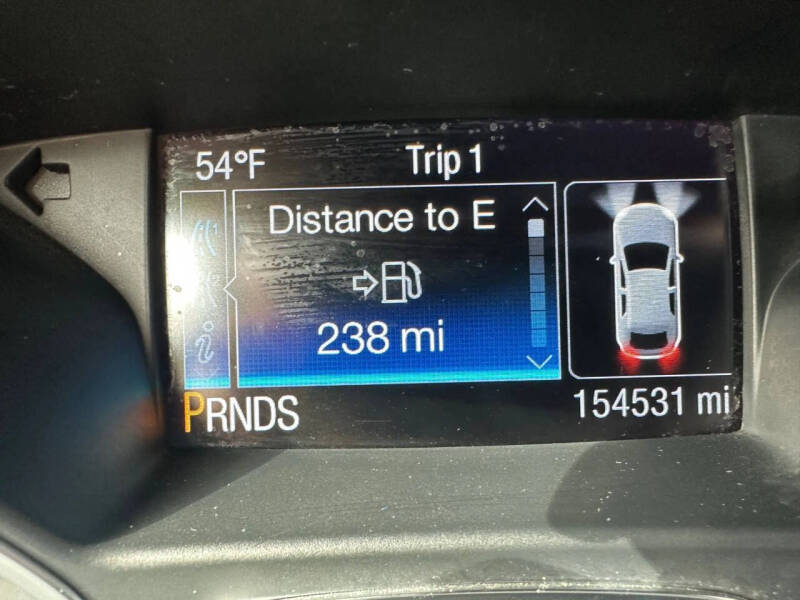 54°F Trip 1
Distance to E
i
238 mi
PRNDS 154531 mi